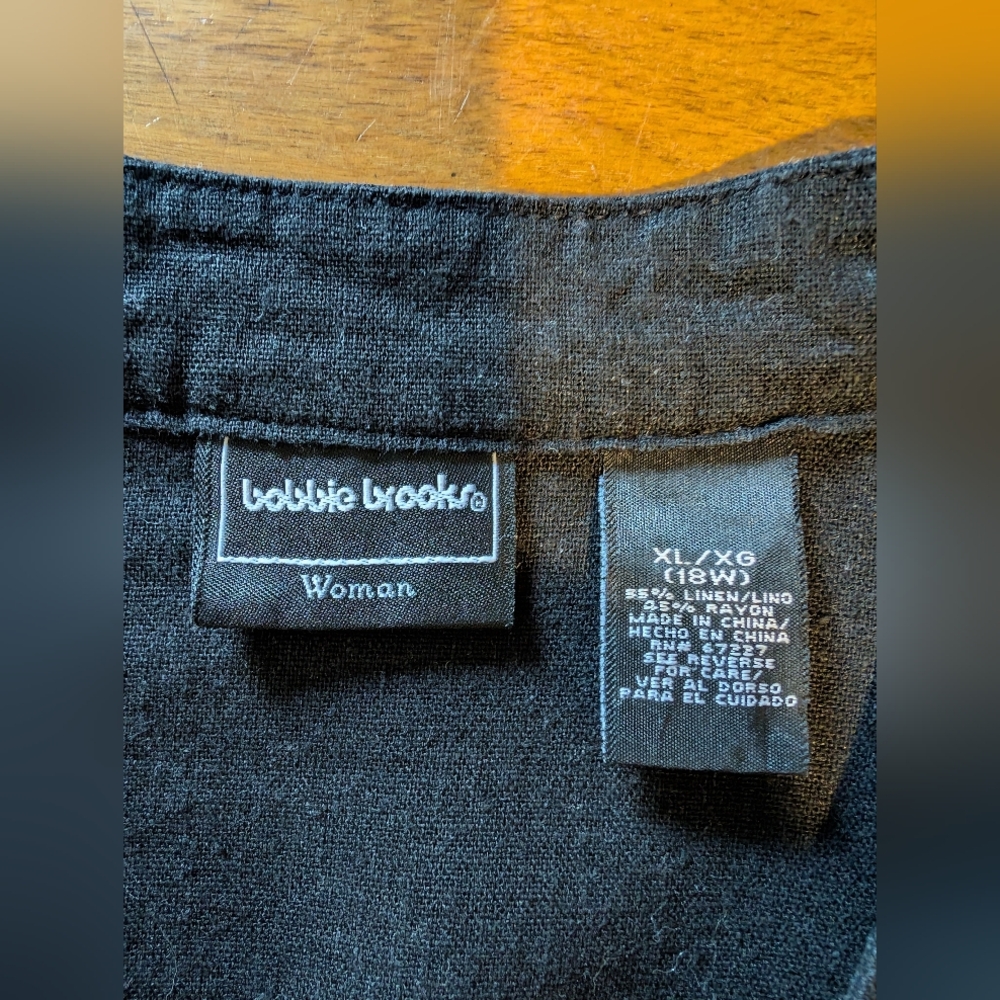 bobbie brooks©
Woman
XL/XG
(18W)
55% LINEN/LINO
45% RAYON
MADE IN CHINA/
HECHO EN CHINA
RN# 67227
SEE REVERSE
FOR CARE/
VER AL DORSO
PARA EL CUIDADO